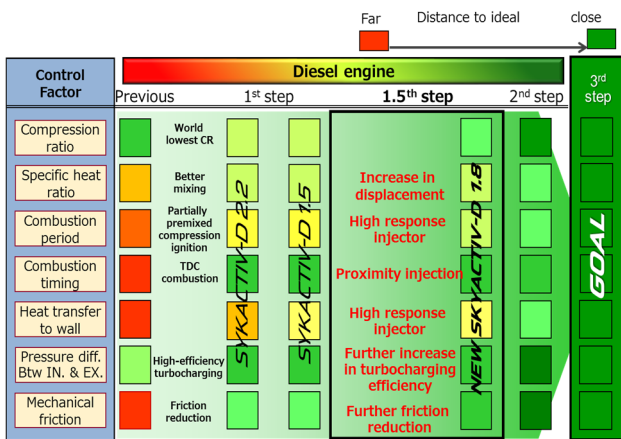 Far Distance to ideal close
Diesel engine
Control
Factor
Previous 1st step 1.5th step 2nd step
3rd
step
Compression
ratio
World
lowest CR
Specific heat
ratio
Better
mixing
Increase in
displacement
Combustion
period
Partially
premixed
compression
ignition
High response
injector
Combustion
timing
TDC
combustion
Proximity injection
Heat transfer
to wall
High response
injector
Pressure diff.
Btw IN. & EX.
High-efficiency
turbocharging
Further increase
in turbocharging
efficiency
Mechanical
friction
Friction
reduction
Further friction
reduction
SYKACTIV-D 2.2
SYKACTIV-D 1.5
NEW SKYACTIV-D 1.8
GOAL